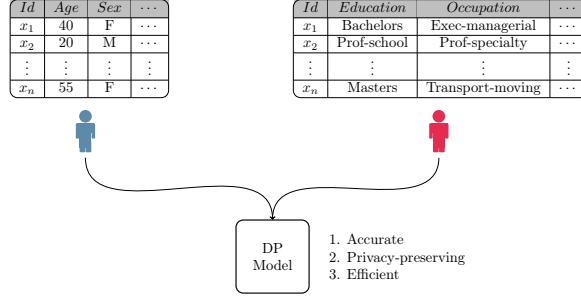 Id Age Sex ⋯
x₁ 40 F ⋯
x₂ 20 M ⋯
⋮ ⋮ ⋮ ⋮
xₙ 55 F ⋯
Id Education Occupation ⋯
x₁ Bachelors Exec-managerial ⋯
x₂ Prof-school Prof-specialty ⋯
⋮ ⋮ ⋮ ⋮
xₙ Masters Transport-moving ⋯
DP
Model
1. Accurate
2. Privacy-preserving
3. Efficient